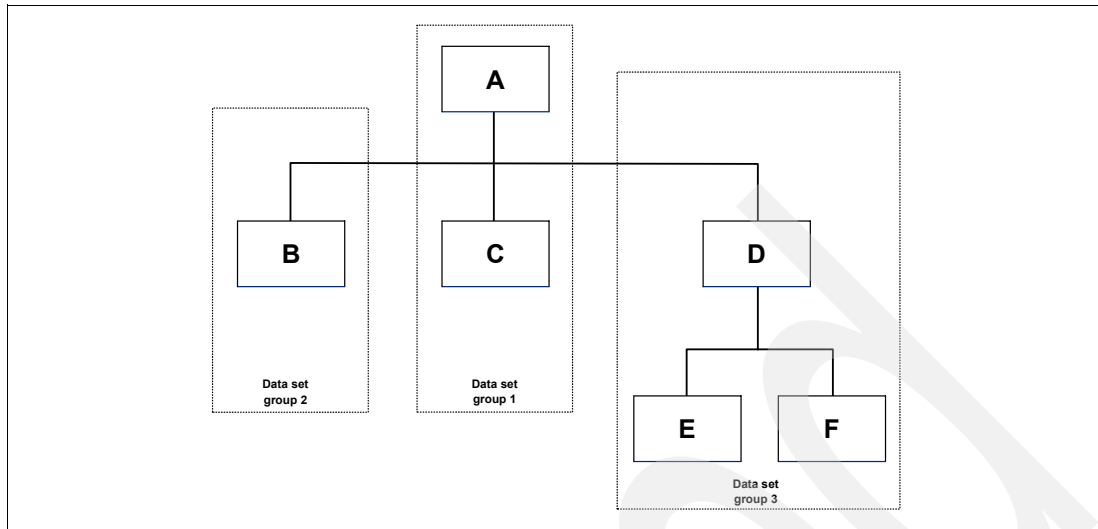 A
B
C
D
Data set
group 2
Data set
group 1
E
F
Data set
group 3